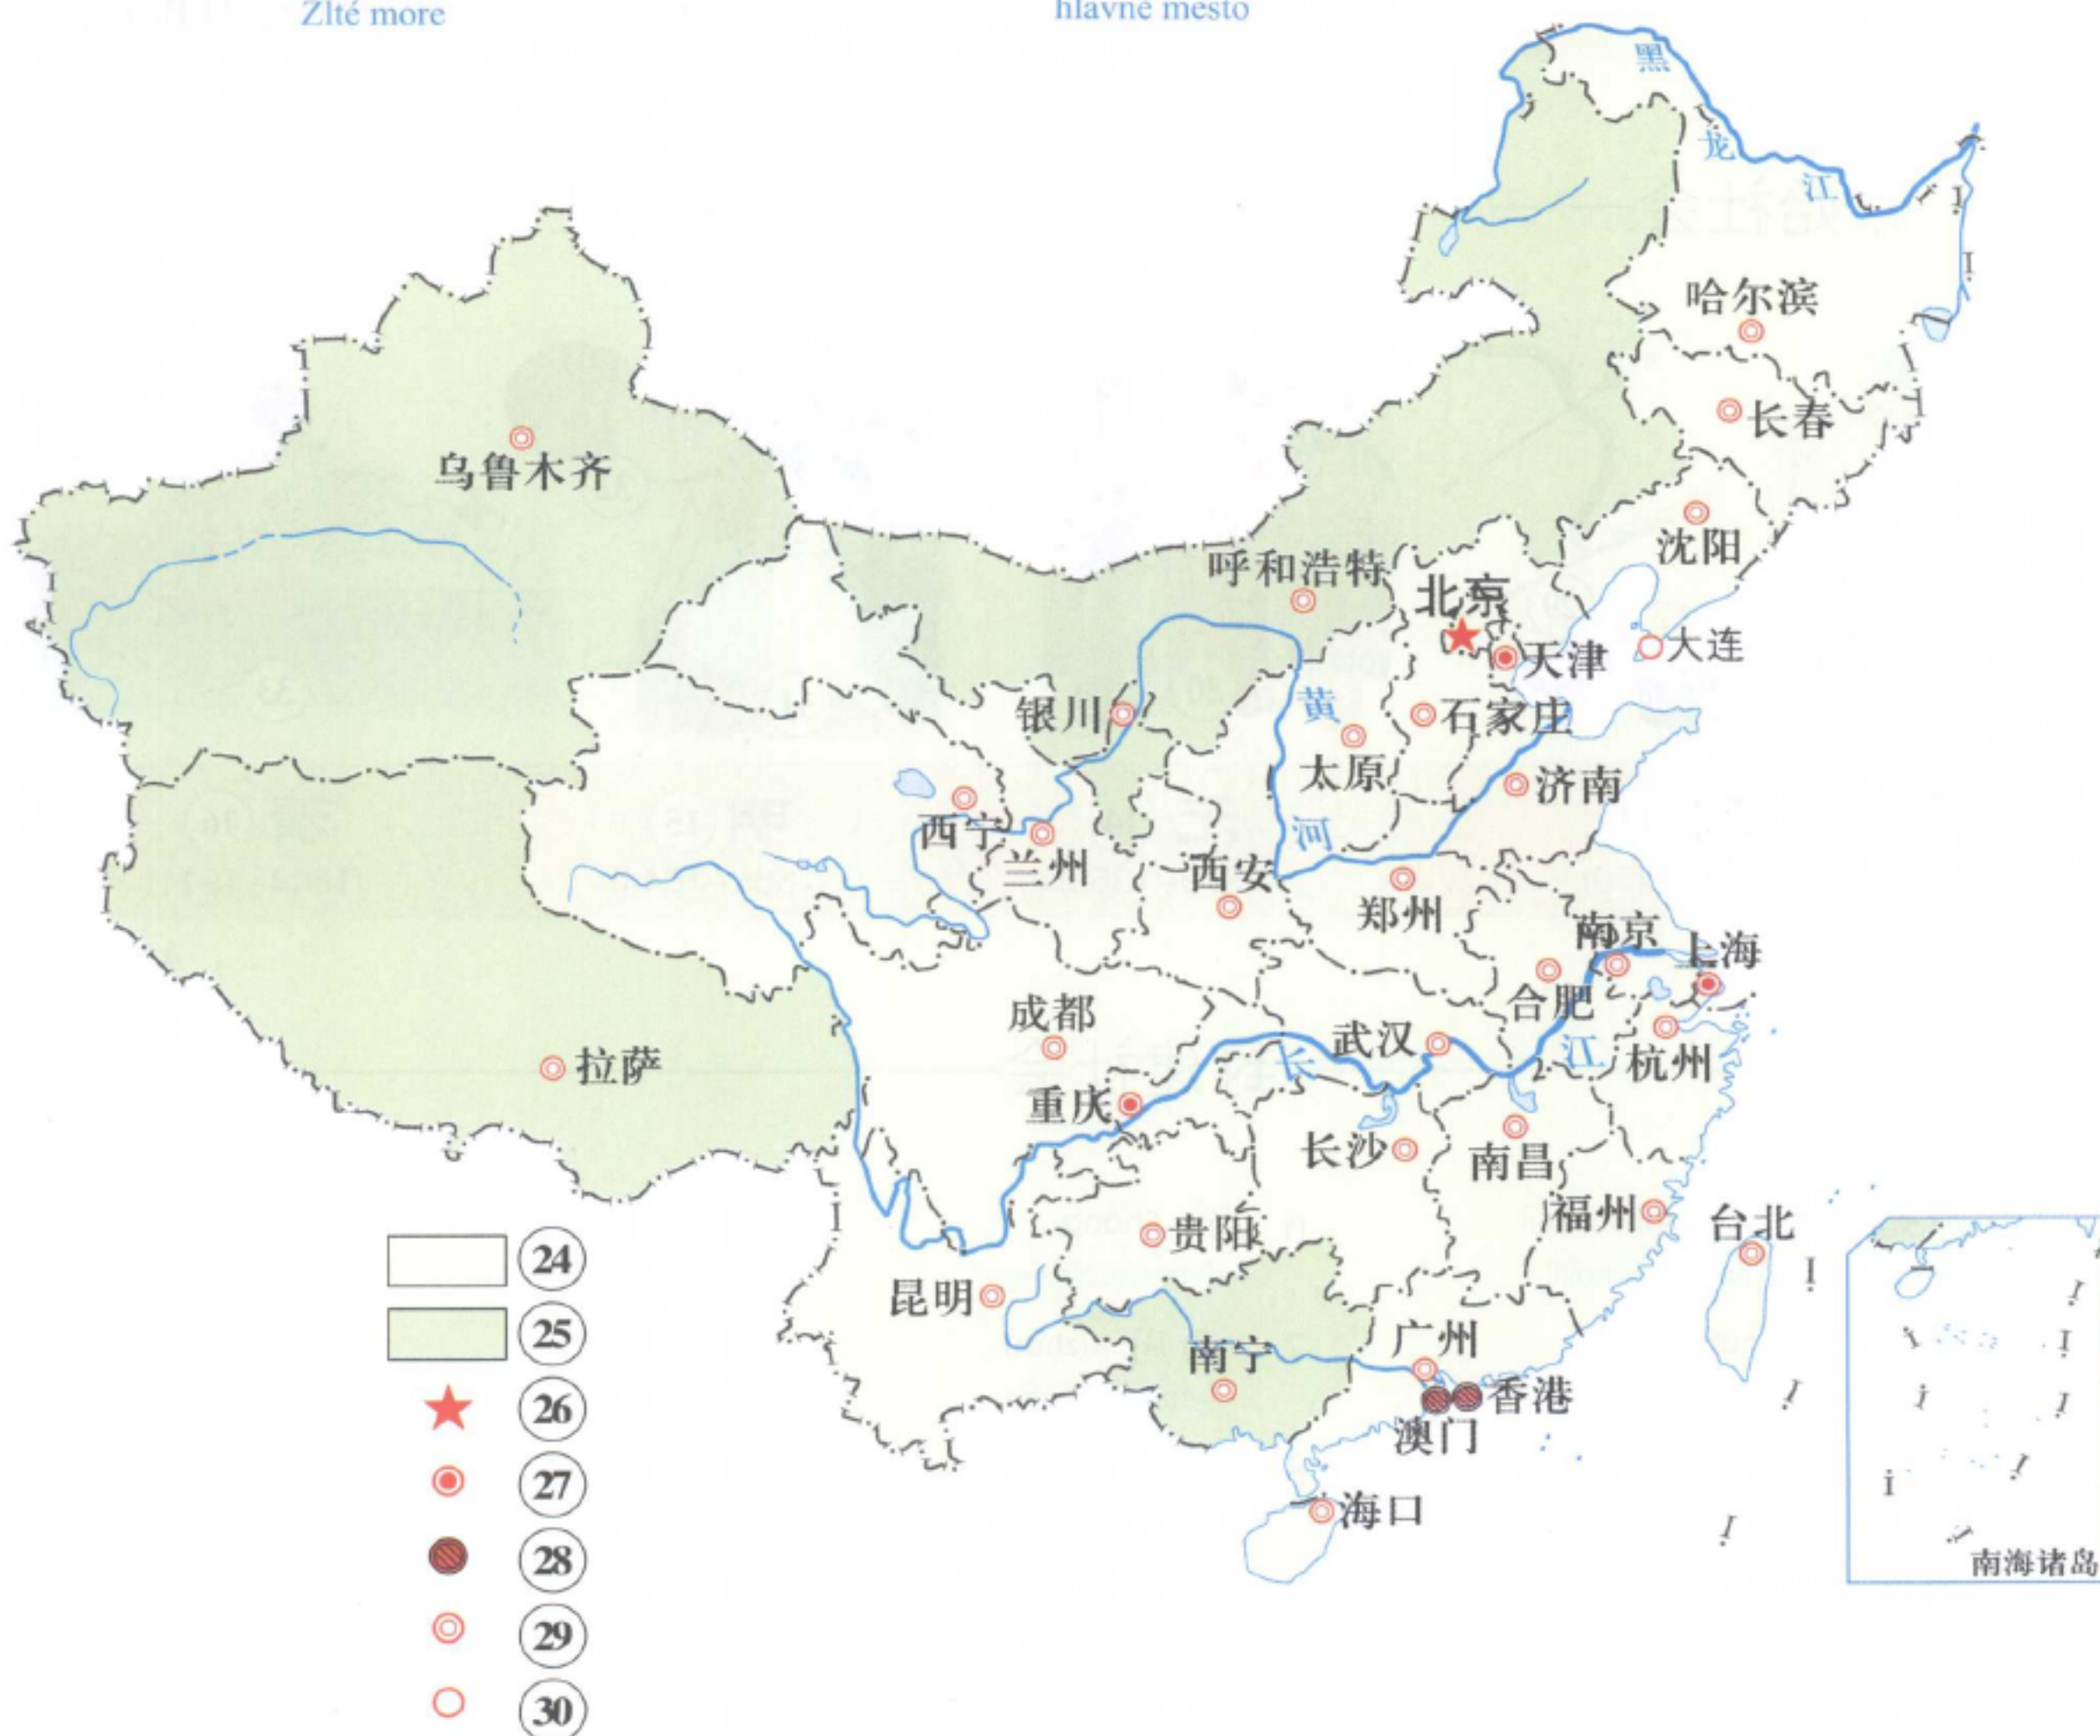 Žlté more
hlavné mesto
黑
龙
江
哈尔滨
长春
乌鲁木齐
沈阳
呼和浩特
北京
大连
天津
银川
黄
石家庄
太原
济南
河
西宁
兰州
西安
郑州
南京
上海
合肥
成都
武汉
长
江
杭州
拉萨
重庆
长沙
南昌
福州
台北
贵阳
昆明
广州
南宁
香港
澳门
海口
南海诸岛
24
25
26
27
28
29
30